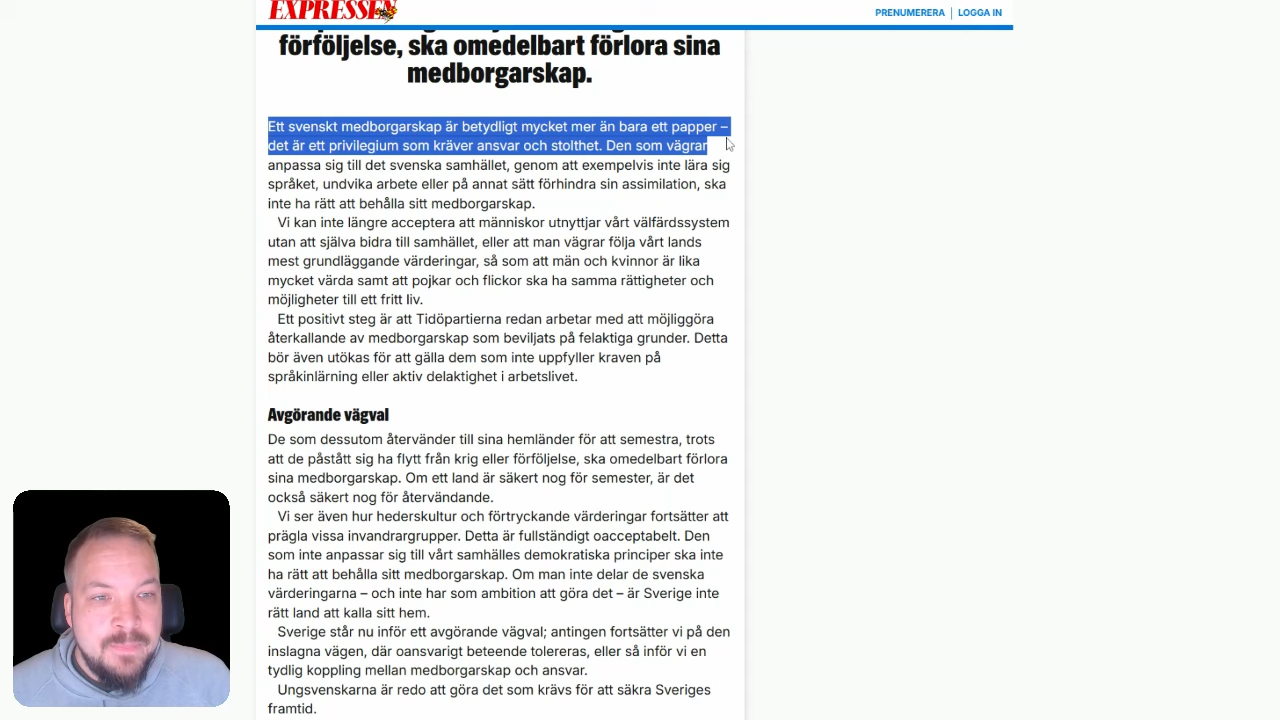 EXPRESSEN
PRENUMERERA | LOGGA IN
förföljelse, ska omedelbart förlora sina
medborgarskap.
Ett svenskt medborgarskap är betydligt mycket mer än bara ett papper –
det är ett privilegium som kräver ansvar och stolthet. Den som vägrar
anpassa sig till det svenska samhället, genom att exempelvis inte lära sig
språket, undvika arbete eller på annat sätt förhindra sin assimilation, ska
inte ha rätt att behålla sitt medborgarskap.
Vi kan inte längre acceptera att människor utnyttjar vårt välfärdssystem
utan att själva bidra till samhället, eller att man vägrar följa vårt lands
mest grundläggande värderingar, så som att män och kvinnor är lika
mycket värda samt att pojkar och flickor ska ha samma rättigheter och
möjligheter till ett fritt liv.
Ett positivt steg är att Tidöpartierna redan arbetar med att möjliggöra
återkallande av medborgarskap som beviljats på felaktiga grunder. Detta
bör även utökas för att gälla dem som inte uppfyller kraven på
språkinlärning eller aktiv delaktighet i arbetslivet.
Avgörande vägval
De som dessutom återvänder till sina hemländer för att semestra, trots
att de påstått sig ha flytt från krig eller förföljelse, ska omedelbart förlora
sina medborgarskap. Om ett land är säkert nog för semester, är det
också säkert nog för återvändande.
Vi ser även hur hederskultur och förtryckande värderingar fortsätter att
prägla vissa invandrargrupper. Detta är fullständigt oacceptabelt. Den
som inte anpassar sig till vårt samhälles demokratiska principer ska inte
ha rätt att behålla sitt medborgarskap. Om man inte delar de svenska
värderingarna – och inte har som ambition att göra det – är Sverige inte
rätt land att kalla sitt hem.
Sverige står nu inför ett avgörande vägval; antingen fortsätter vi på den
inslagna vägen, där oansvarigt beteende tolereras, eller så inför vi en
tydlig koppling mellan medborgarskap och ansvar.
Ungsvenskarna är redo att göra det som krävs för att säkra Sveriges
framtid.